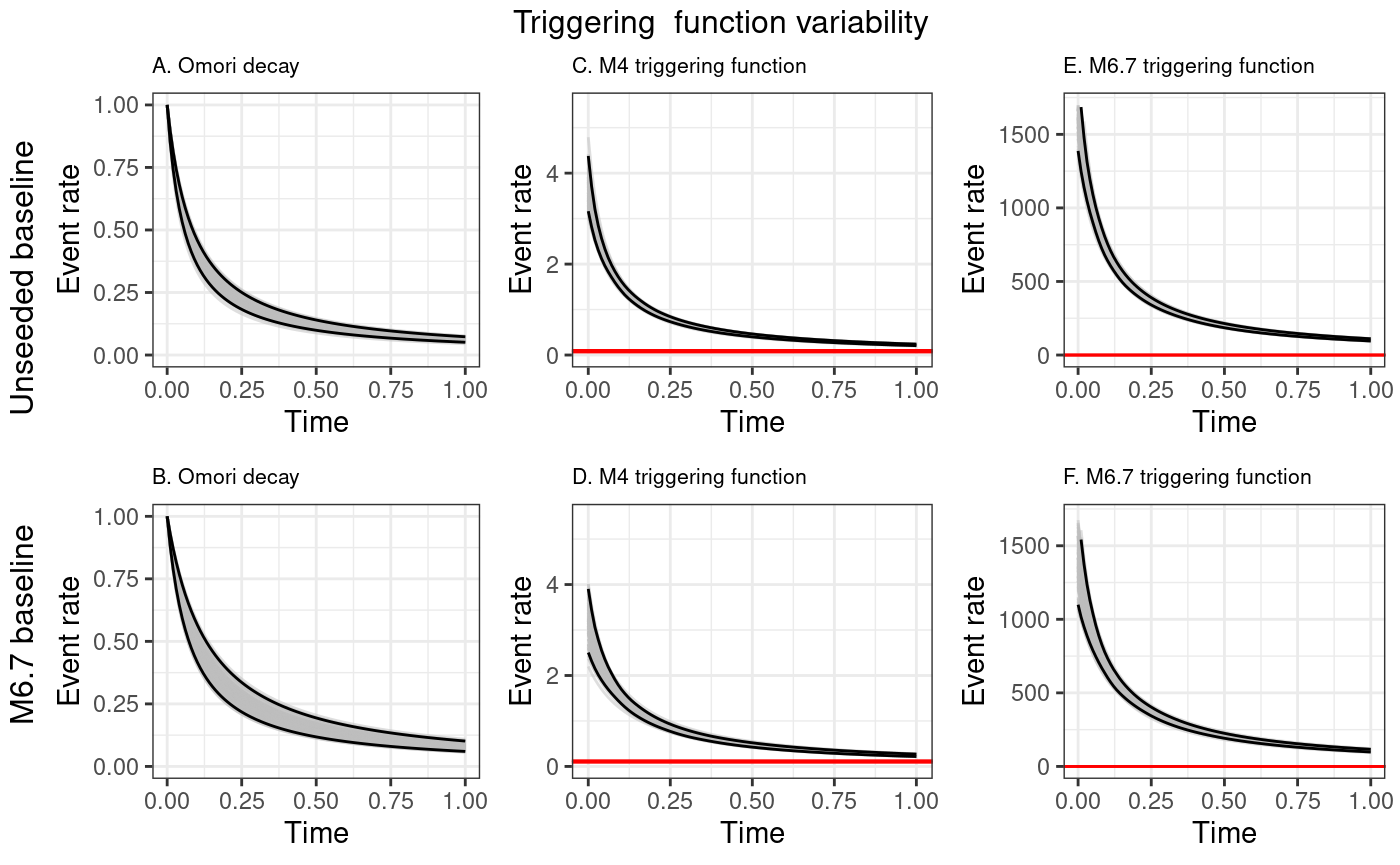 Triggering  function variability
Unseeded baseline
A. Omori decay
Event rate
1.00
0.75
0.50
0.25
0.00
0.00 0.25 0.50 0.75 1.00
Time
C. M4 triggering function
Event rate
4
2
0
0.00 0.25 0.50 0.75 1.00
Time
E. M6.7 triggering function
Event rate
1500
1000
500
0
0.00 0.25 0.50 0.75 1.00
Time
M6.7 baseline
B. Omori decay
Event rate
1.00
0.75
0.50
0.25
0.00
0.00 0.25 0.50 0.75 1.00
Time
D. M4 triggering function
Event rate
4
2
0
0.00 0.25 0.50 0.75 1.00
Time
F. M6.7 triggering function
Event rate
1500
1000
500
0
0.00 0.25 0.50 0.75 1.00
Time